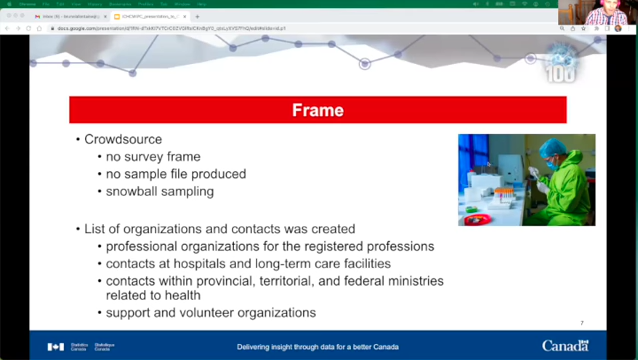 100
Frame
• Crowdsource
• no survey frame
• no sample file produced
• snowball sampling
• List of organizations and contacts was created
• professional organizations for the registered professions
• contacts at hospitals and long-term care facilities
• contacts within provincial, territorial, and federal ministries
related to health
• support and volunteer organizations
7
Statistics Statistique
Canada Canada
Delivering insight through data for a better Canada
Canada